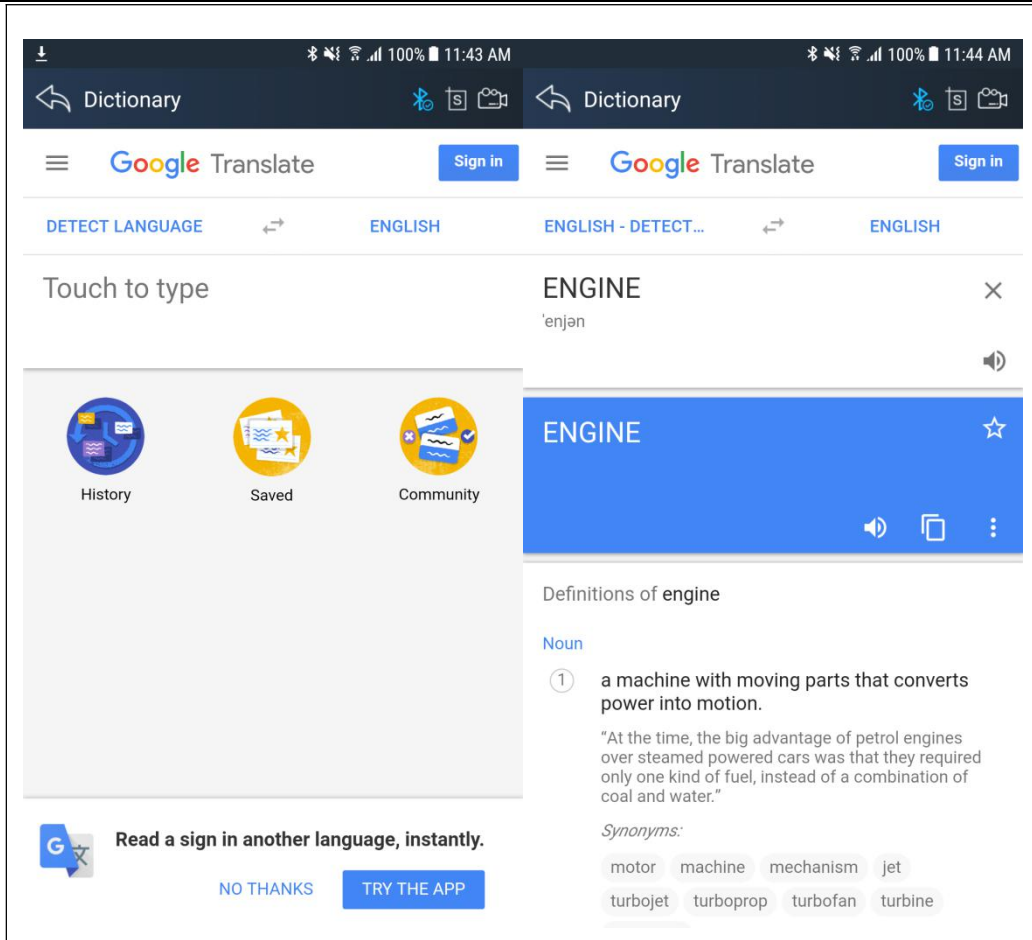 100% 11:43 AM
Dictionary
S
Google Translate
Sign in
DETECT LANGUAGE
ENGLISH
Touch to type
History
Saved
Community
G 文
Read a sign in another language, instantly.
NO THANKS
TRY THE APP
100% 11:44 AM
Dictionary
S
Google Translate
Sign in
ENGLISH - DETECT...
ENGLISH
ENGINE
ˈenjən
ENGINE
Definitions of engine
Noun
1
a machine with moving parts that converts
power into motion.
“At the time, the big advantage of petrol engines
over steamed powered cars was that they required
only one kind of fuel, instead of a combination of
coal and water.”
Synonyms:
motor machine mechanism jet
turbojet turboprop turbofan turbine